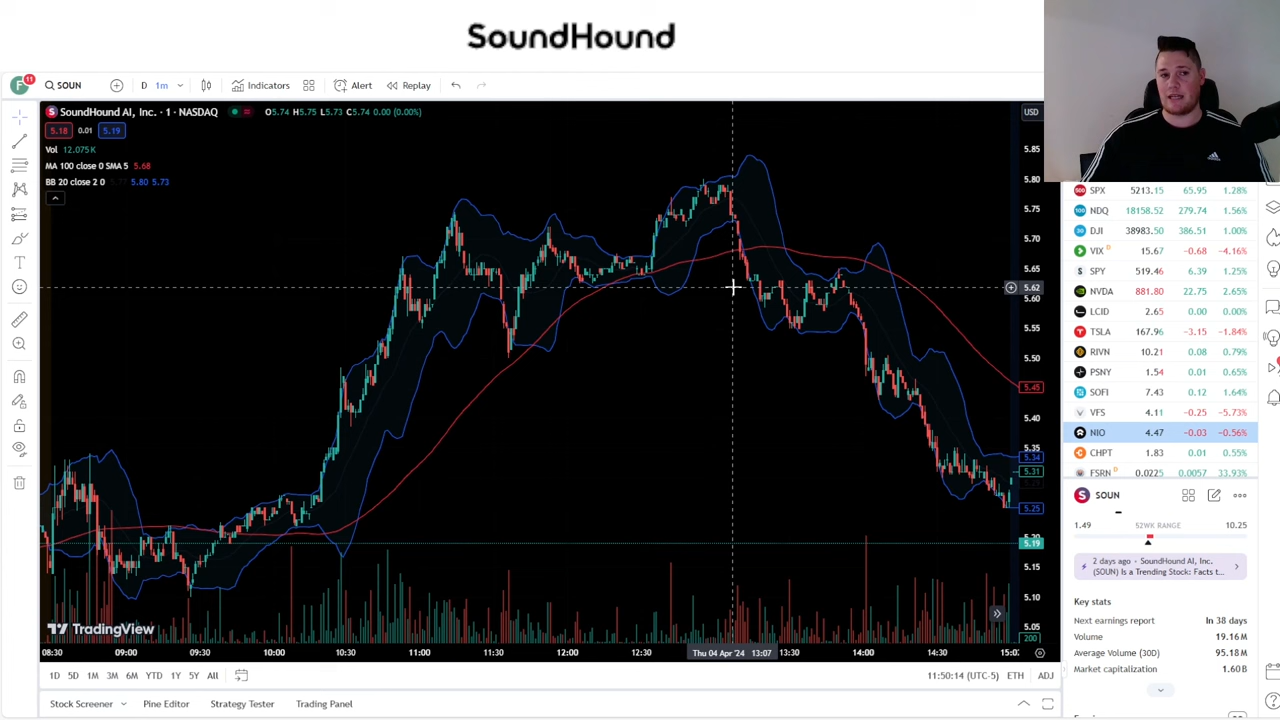 SoundHound
F 11 SOUN D 1m Indicators Alert Replay
SoundHound AI, Inc. · 1 · NASDAQ O5.74 H5.75 L5.73 C5.74 0.00 (0.00%)
5.18 0.01 5.19
Vol 12.075K
MA 100 close 0 SMA 5 5.68
BB 20 close 2 0 5.77 5.80 5.73
USD
5.85
5.80
5.75
5.70
5.65
5.62
5.60
5.55
5.50
5.45
5.40
5.35
5.34
5.31
5.25
5.20
5.19
5.15
5.10
5.05
200
TradingView
08:30 09:00 09:30 10:00 10:30 11:00 11:30 12:00 12:30 Thu 04 Apr '24 13:07 13:30 14:00 14:30 15:0
1D 5D 1M 3M 6M YTD 1Y 5Y All 11:50:14 (UTC-5) ETH ADJ
Stock Screener Pine Editor Strategy Tester Trading Panel
SPX 5213.15 65.95 1.28%
NDQ 18158.52 279.74 1.56%
DJI 38983.50 386.51 1.00%
VIX D 15.67 −0.68 −4.16%
SPY 519.46 6.39 1.25%
NVDA 881.80 22.75 2.65%
LCID 2.65 0.00 0.00%
TSLA 167.96 −3.15 −1.84%
RIVN 10.21 0.08 0.79%
PSNY 1.54 0.01 0.65%
SOFI 7.43 0.12 1.64%
VFS 4.11 −0.25 −5.73%
NIO 4.47 −0.03 −0.56%
CHPT 1.83 0.01 0.55%
FSRN D 0.0225 0.0057 33.93%
SOUN
1.49 52WK RANGE 10.25
2 days ago · SoundHound AI, Inc.
(SOUN) Is a Trending Stock: Facts t...
Key stats
Next earnings report In 38 days
Volume 19.16M
Average Volume (30D) 95.18M
Market capitalization 1.60B